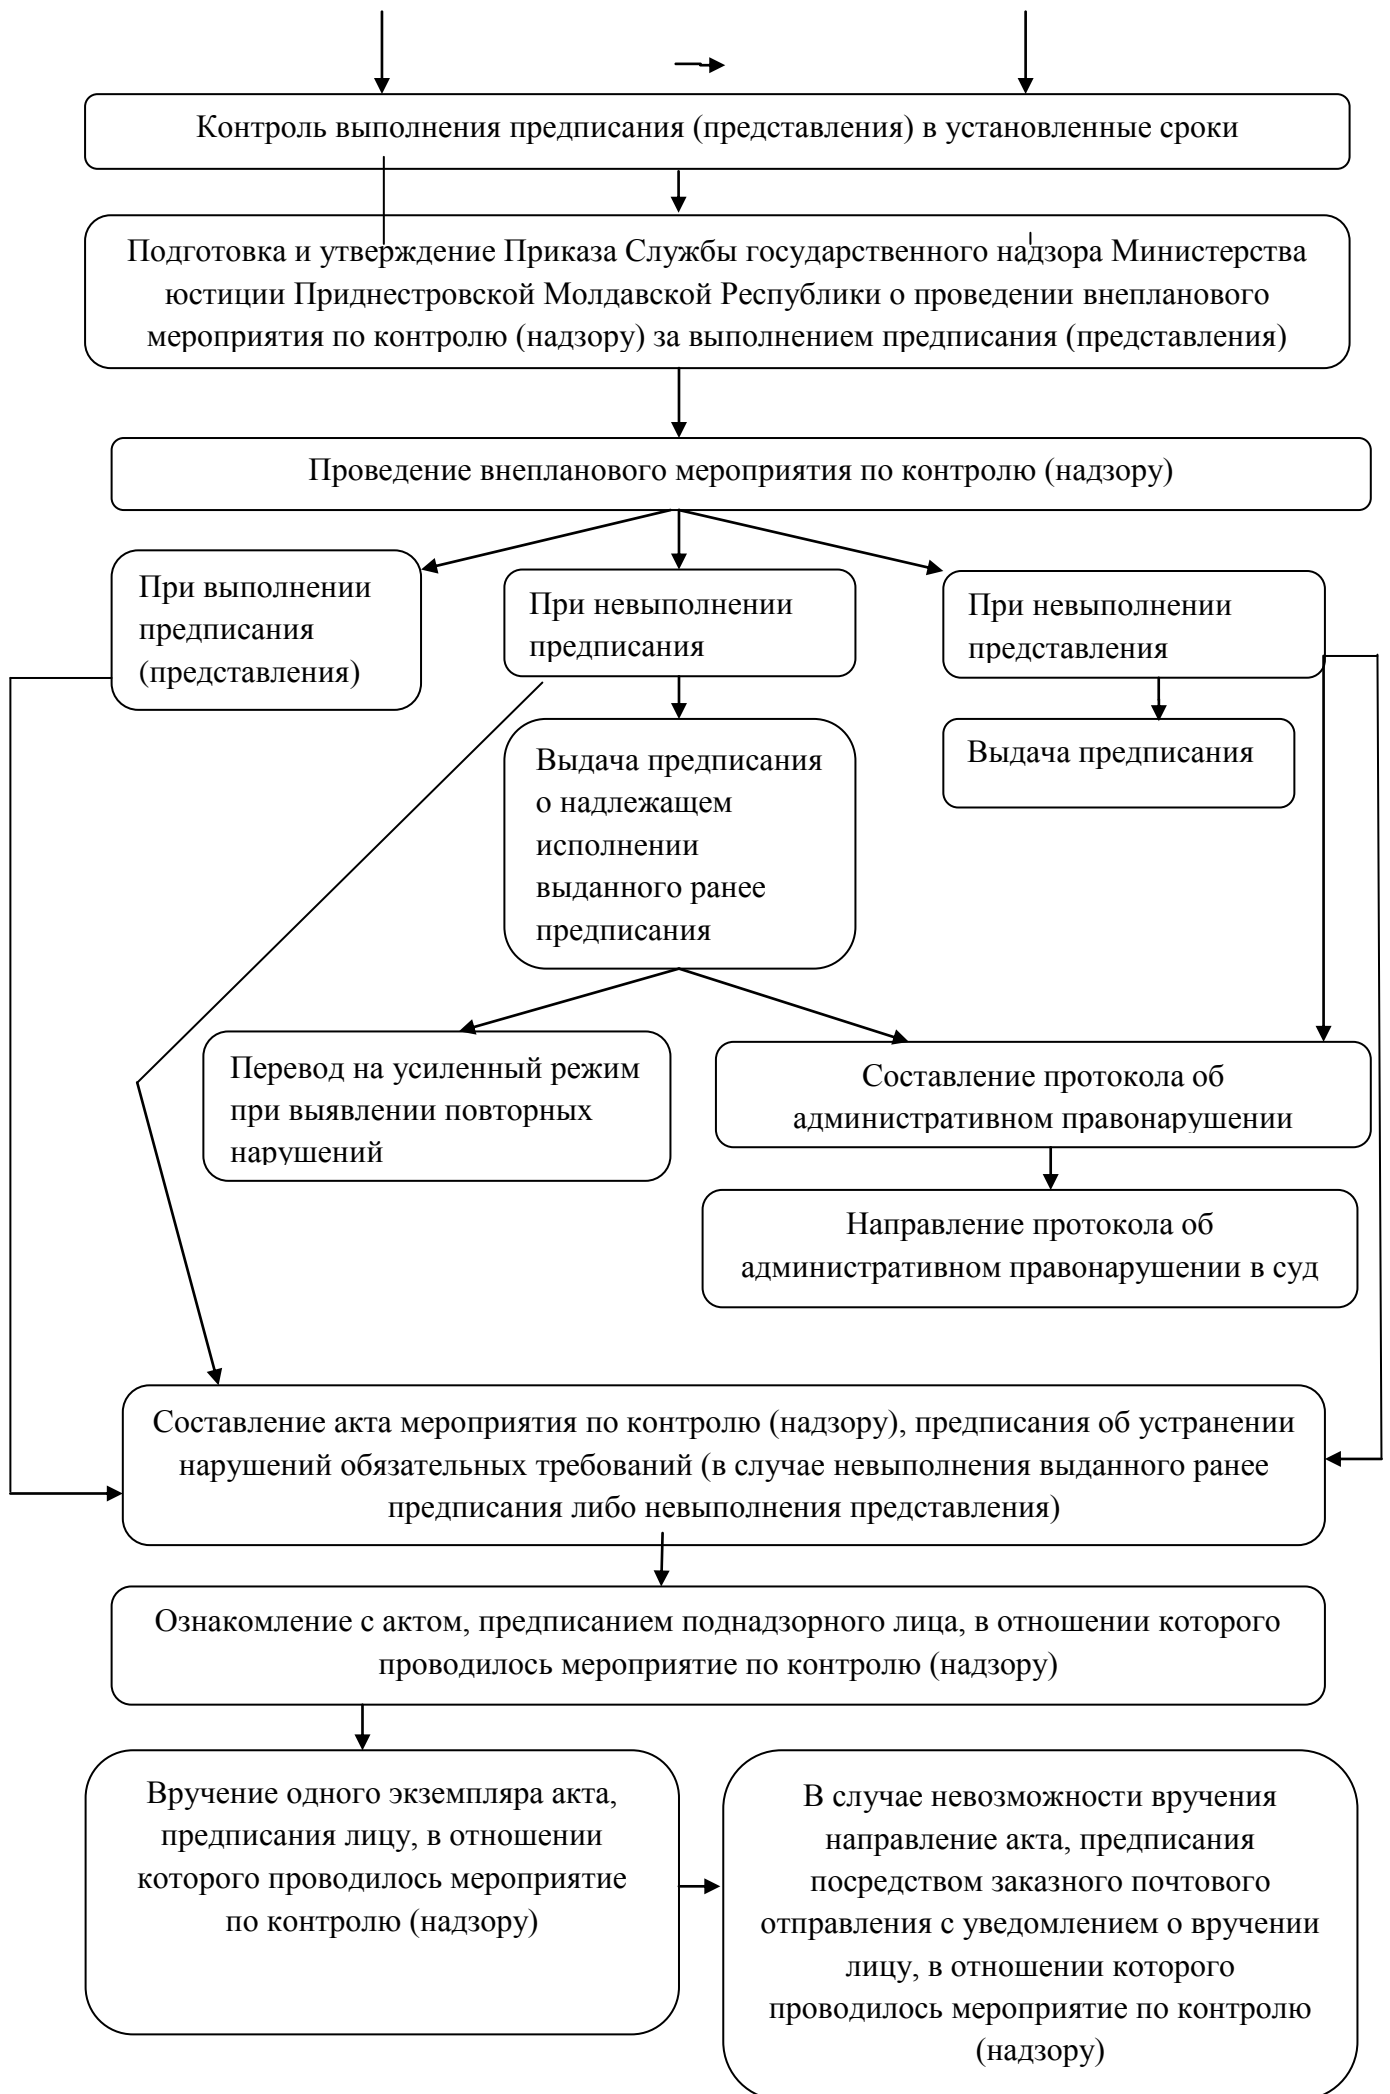 Контроль выполнения предписания (представления) в установленные сроки
Подготовка и утверждение Приказа Службы государственного надзора Министерства
юстиции Приднестровской Молдавской Республики о проведении внепланового
мероприятия по контролю (надзору) за выполнением предписания (представления)
Проведение внепланового мероприятия по контролю (надзору)
При выполнении
предписания
(представления)
При невыполнении
предписания
При невыполнении
представления
Выдача предписания
о надлежащем
исполнении
выданного ранее
предписания
Выдача предписания
Перевод на усиленный режим
при выявлении повторных
нарушений
Составление протокола об
административном правонарушении
Направление протокола об
административном правонарушении в суд
Составление акта мероприятия по контролю (надзору), предписания об устранении
нарушений обязательных требований (в случае невыполнения выданного ранее
предписания либо невыполнения представления)
Ознакомление с актом, предписанием поднадзорного лица, в отношении которого
проводилось мероприятие по контролю (надзору)
Вручение одного экземпляра акта,
предписания лицу, в отношении
которого проводилось мероприятие
по контролю (надзору)
В случае невозможности вручения
направление акта, предписания
посредством заказного почтового
отправления с уведомлением о вручении
лицу, в отношении которого
проводилось мероприятие по контролю
(надзору)